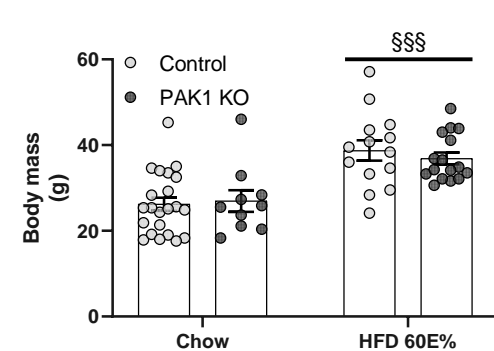 §§§
60
Control
PAK1 KO
40
Body mass
(g)
20
0
Chow
HFD 60E%